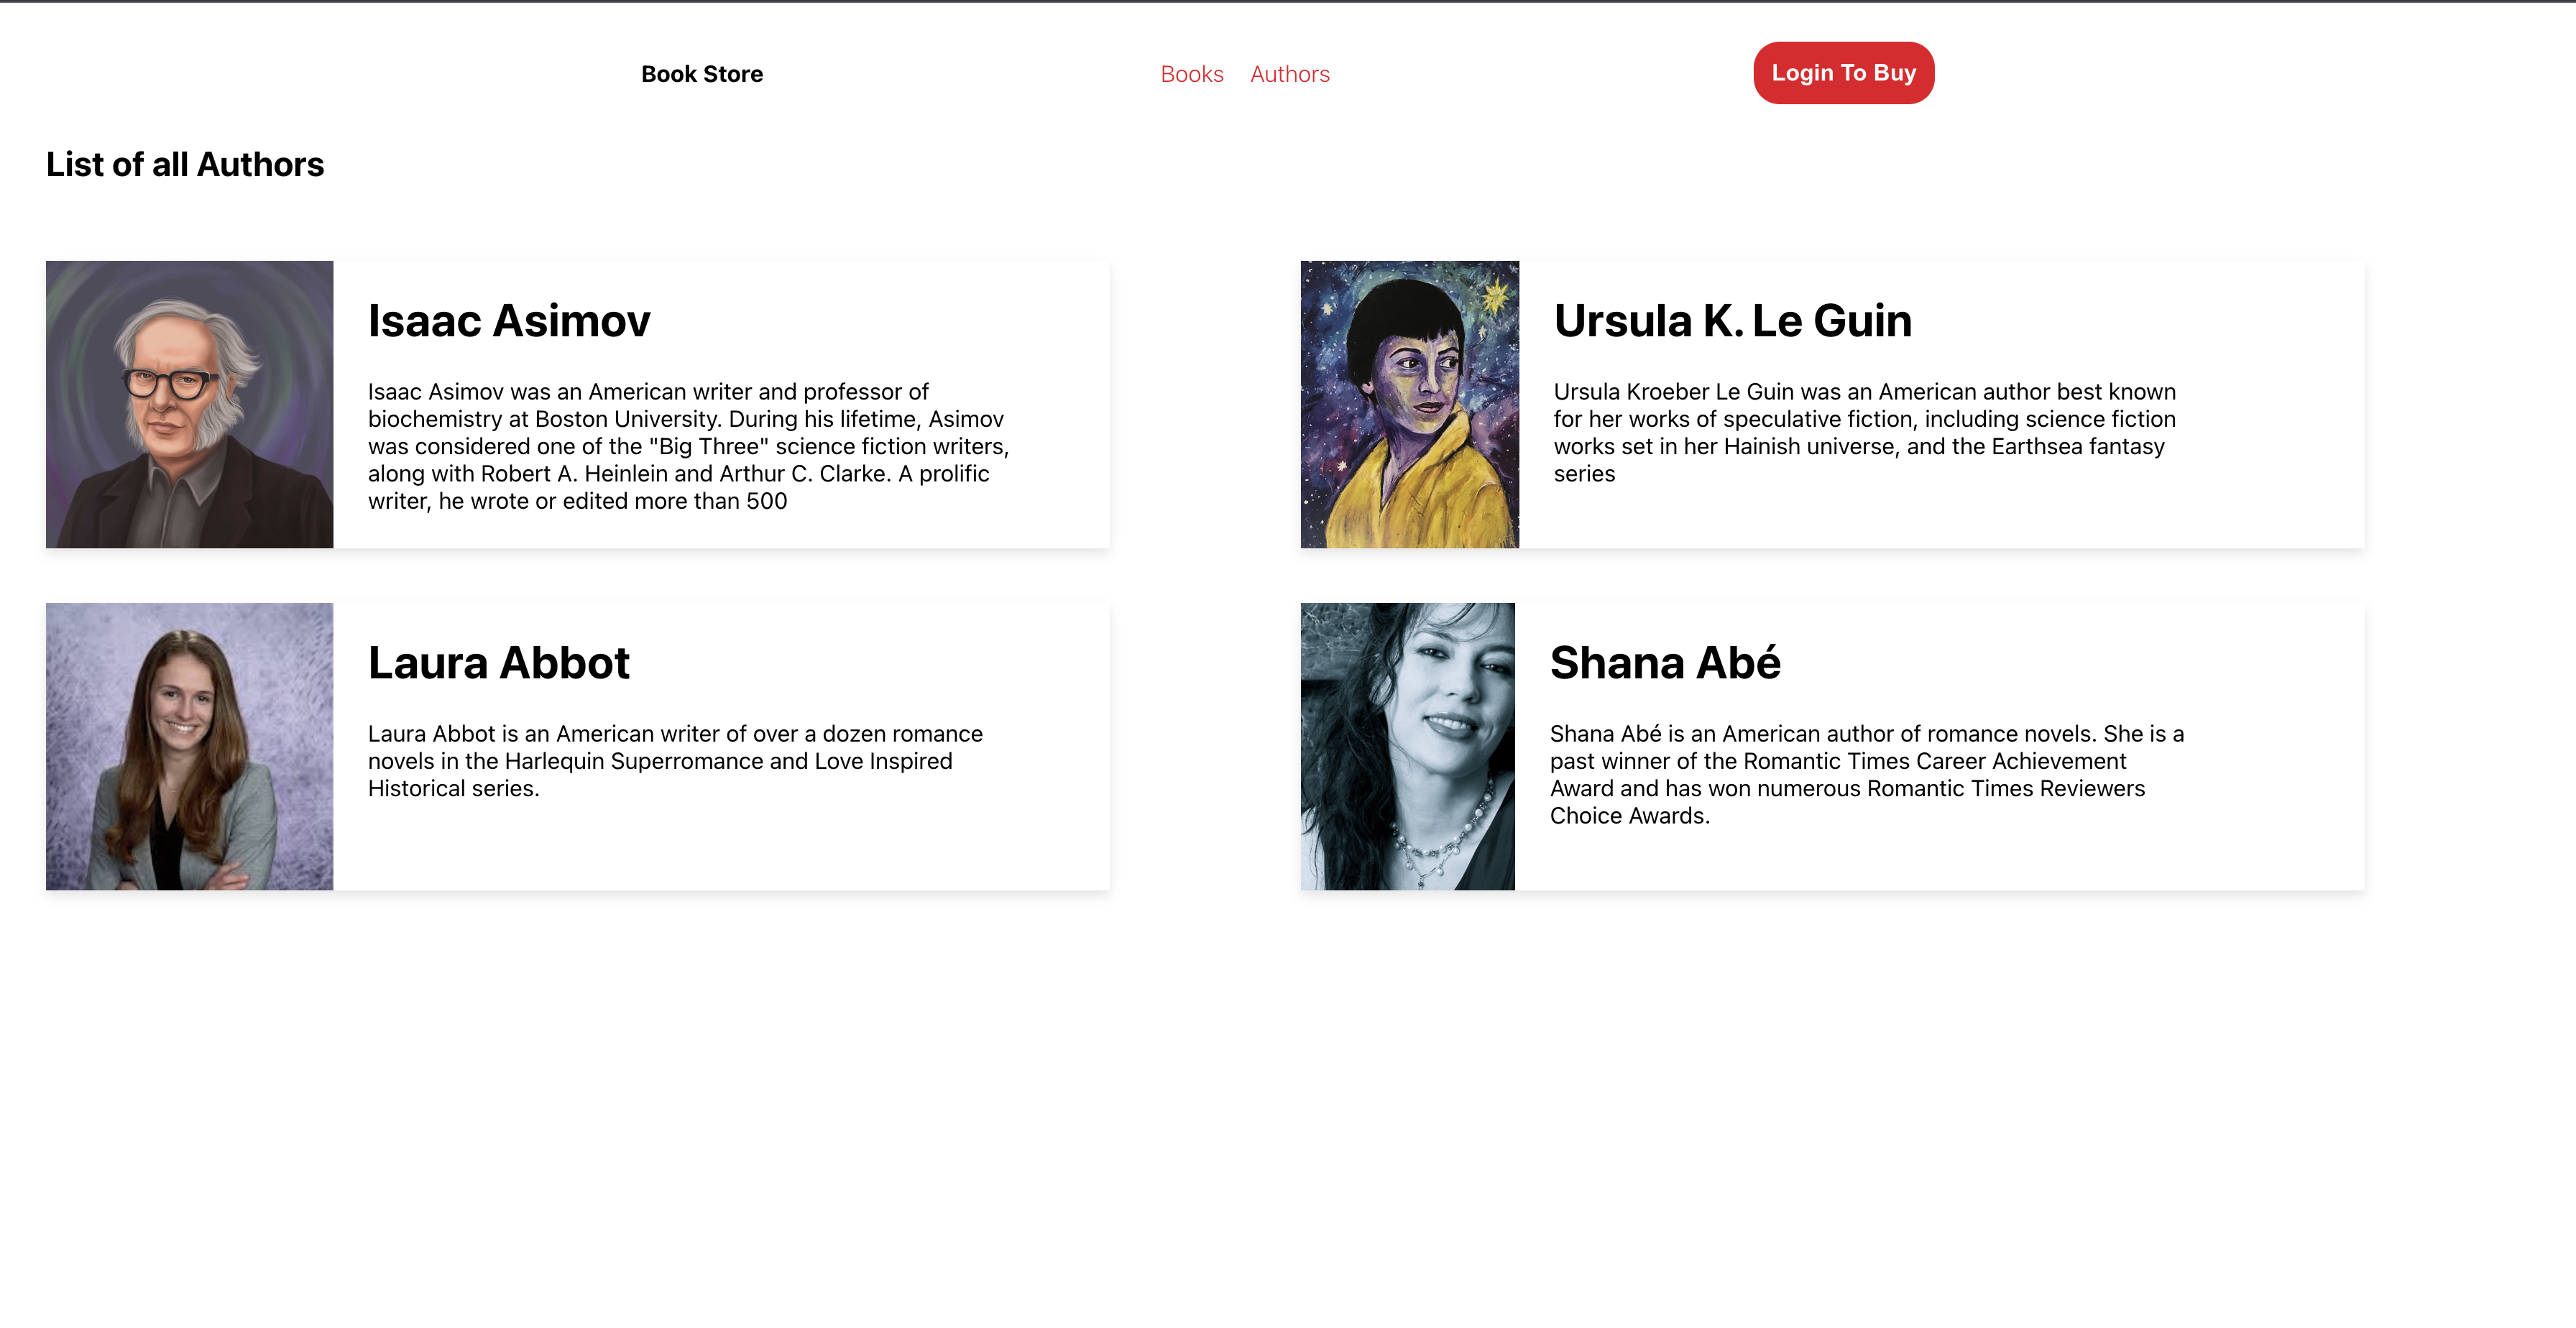 Book Store
Books
Authors
Login To Buy
List of all Authors
Isaac Asimov
Isaac Asimov was an American writer and professor of
biochemistry at Boston University. During his lifetime, Asimov
was considered one of the "Big Three" science fiction writers,
along with Robert A. Heinlein and Arthur C. Clarke. A prolific
writer, he wrote or edited more than 500
Ursula K. Le Guin
Ursula Kroeber Le Guin was an American author best known
for her works of speculative fiction, including science fiction
works set in her Hainish universe, and the Earthsea fantasy
series
Laura Abbot
Laura Abbot is an American writer of over a dozen romance
novels in the Harlequin Superromance and Love Inspired
Historical series.
Shana Abé
Shana Abé is an American author of romance novels. She is a
past winner of the Romantic Times Career Achievement
Award and has won numerous Romantic Times Reviewers
Choice Awards.